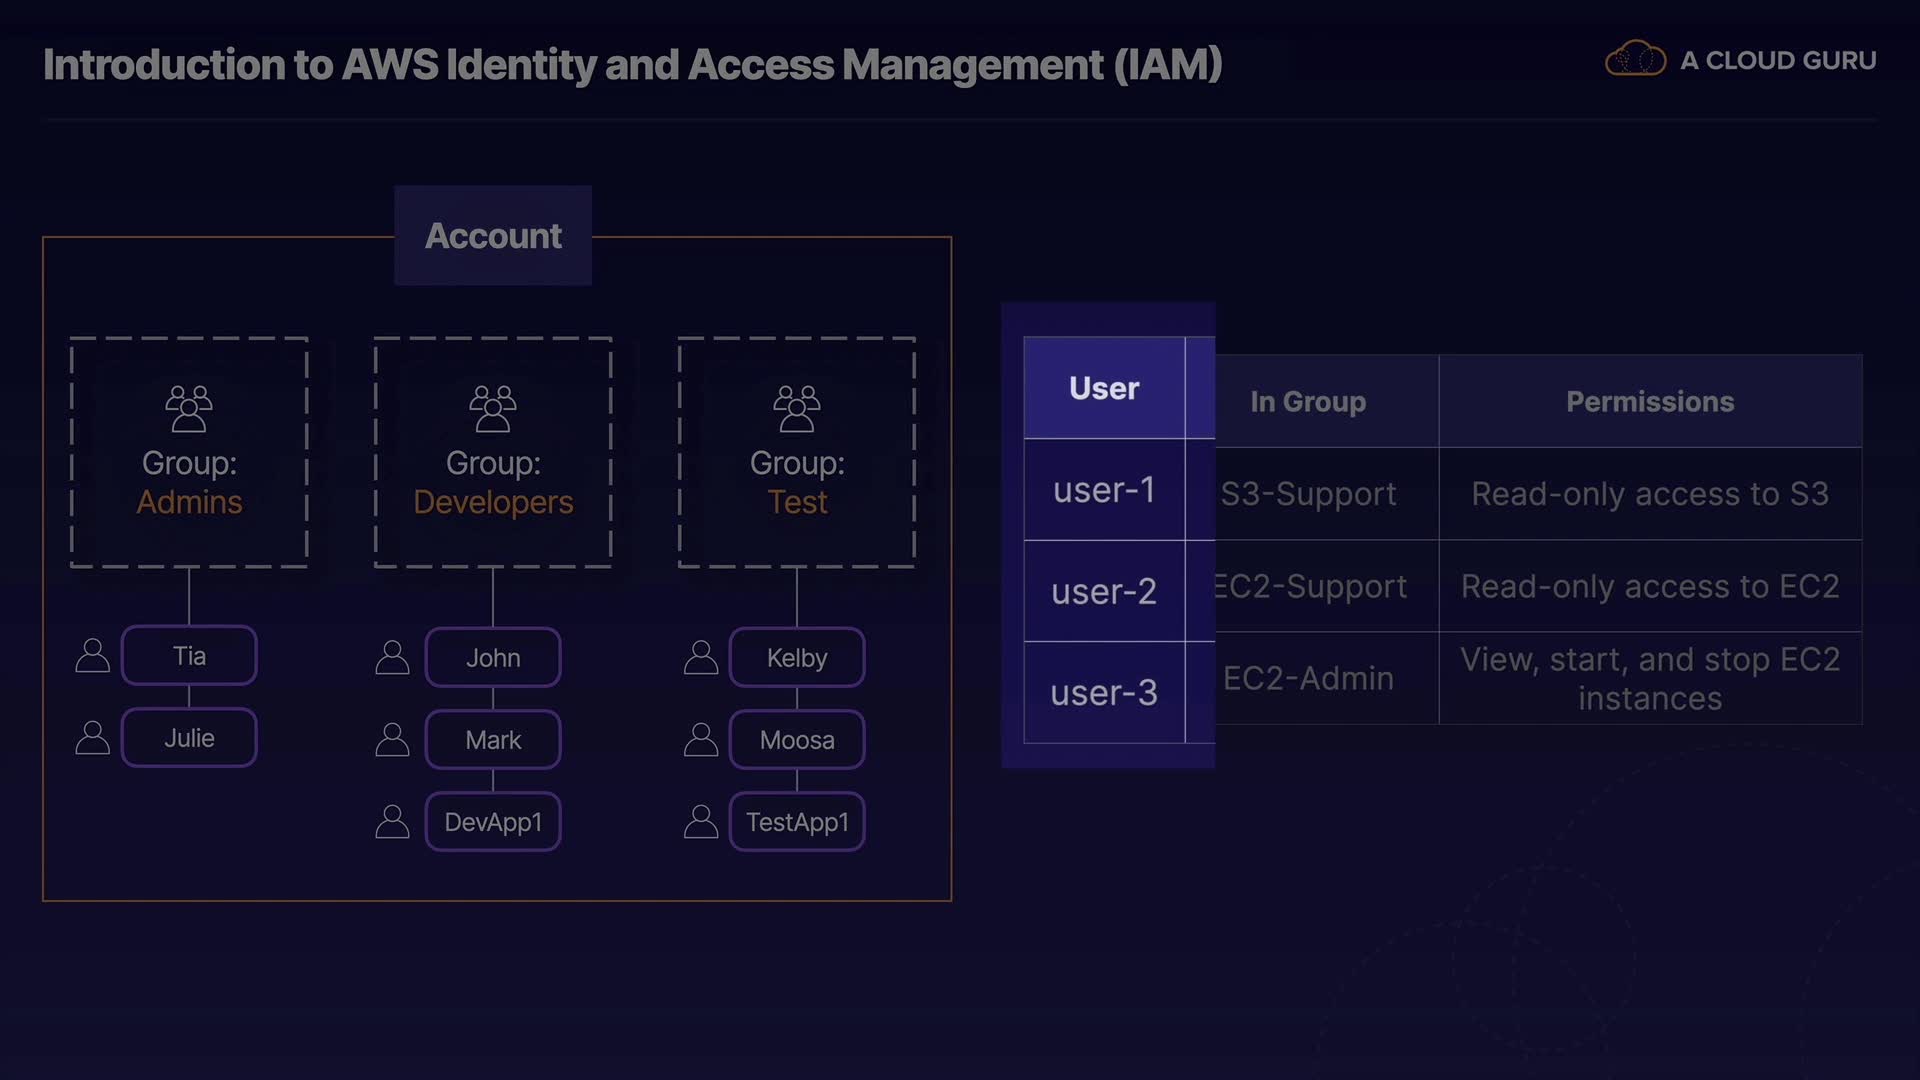 Introduction to AWS Identity and Access Management (IAM)
A CLOUD GURU
Account
Group:
Admins
Group:
Developers
Group:
Test
Tia
Julie
John
Mark
DevApp1
Kelby
Moosa
TestApp1
User In Group Permissions
user-1 S3-Support Read-only access to S3
user-2 EC2-Support Read-only access to EC2
user-3 EC2-Admin View, start, and stop EC2
instances